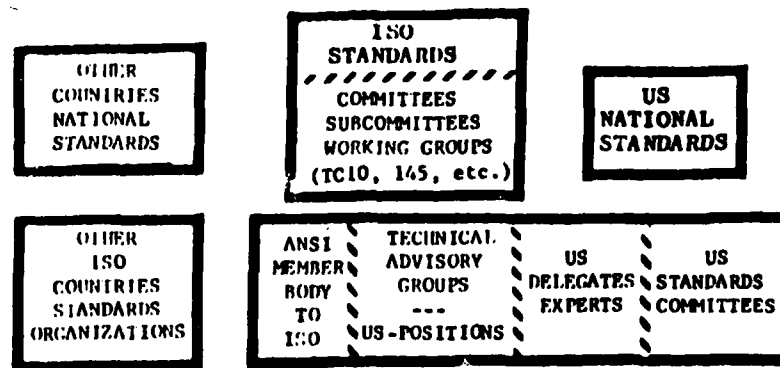 OTHER
COUNTRIES
NATIONAL
STANDARDS
ISO
STANDARDS
COMMITTEES
SUBCOMMITTEES
WORKING GROUPS
(TC10, 145, etc.)
US
NATIONAL
STANDARDS
OTHER
ISO
COUNTRIES
STANDARDS
ORGANIZATIONS
ANSI
MEMBER
BODY
TO
ISO
TECHNICAL
ADVISORY
GROUPS
---
US-POSITIONS
US
DELEGATES
EXPERTS
US
STANDARDS
COMMITTEES